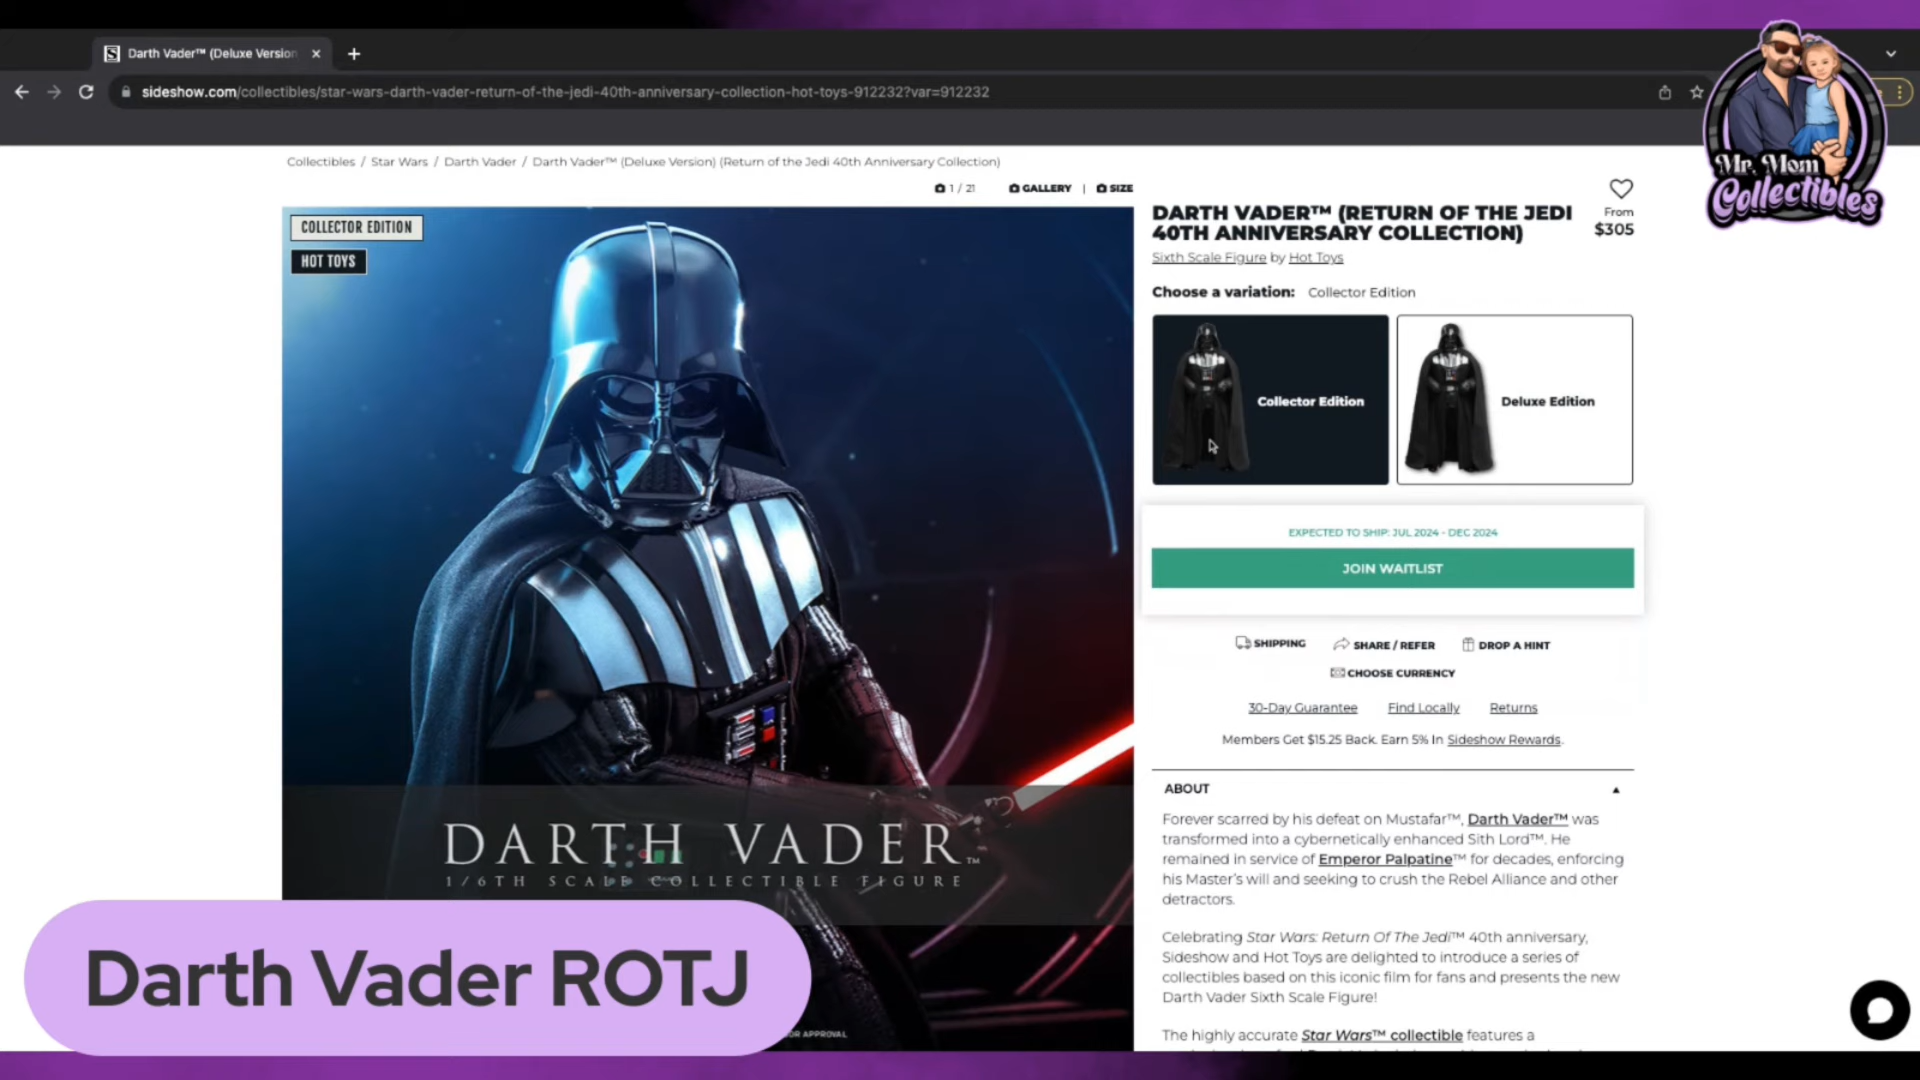 Darth Vader™ (Deluxe Version
sideshow.com/collectibles/star-wars-darth-vader-return-of-the-jedi-40th-anniversary-collection-hot-toys-912232?var=912232
Mr. Mom
Collectibles
Collectibles / Star Wars / Darth Vader / Darth Vader™ (Deluxe Version) (Return of the Jedi 40th Anniversary Collection)
1 / 21 GALLERY | SIZE
COLLECTOR EDITION
HOT TOYS
DARTH VADER™
1/6TH SCALE COLLECTIBLE FIGURE
OR APPROVAL
Darth Vader ROTJ
DARTH VADER™ (RETURN OF THE JEDI
40TH ANNIVERSARY COLLECTION)
From
$305
Sixth Scale Figure by Hot Toys
Choose a variation: Collector Edition
Collector Edition
Deluxe Edition
EXPECTED TO SHIP: JUL 2024 - DEC 2024
JOIN WAITLIST
SHIPPING SHARE / REFER DROP A HINT
CHOOSE CURRENCY
30-Day Guarantee Find Locally Returns
Members Get $15.25 Back. Earn 5% In Sideshow Rewards.
ABOUT
Forever scarred by his defeat on Mustafar™, Darth Vader™ was
transformed into a cybernetically enhanced Sith Lord™. He
remained in service of Emperor Palpatine™ for decades, enforcing
his Master's will and seeking to crush the Rebel Alliance and other
detractors.
Celebrating Star Wars: Return Of The Jedi™ 40th anniversary,
Sideshow and Hot Toys are delighted to introduce a series of
collectibles based on this iconic film for fans and presents the new
Darth Vader Sixth Scale Figure!
The highly accurate Star Wars™ collectible features a